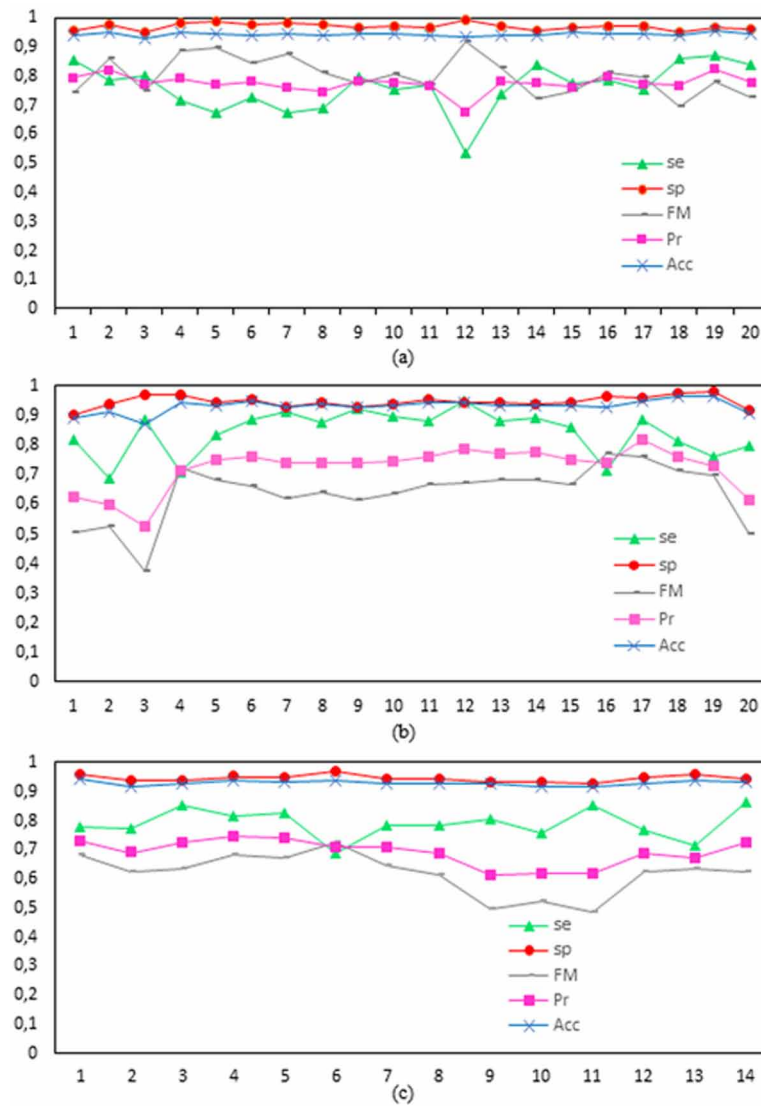 1
0,9
0,8
0,7
0,6
0,5
0,4
0,3
0,2
0,1
0
se
sp
FM
Pr
Acc
1 2 3 4 5 6 7 8 9 10 11 12 13 14 15 16 17 18 19 20
(a)
1
0,9
0,8
0,7
0,6
0,5
0,4
0,3
0,2
0,1
0
se
sp
FM
Pr
Acc
1 2 3 4 5 6 7 8 9 10 11 12 13 14 15 16 17 18 19 20
(b)
1
0,9
0,8
0,7
0,6
0,5
0,4
0,3
0,2
0,1
0
se
sp
FM
Pr
Acc
1 2 3 4 5 6 7 8 9 10 11 12 13 14
(c)